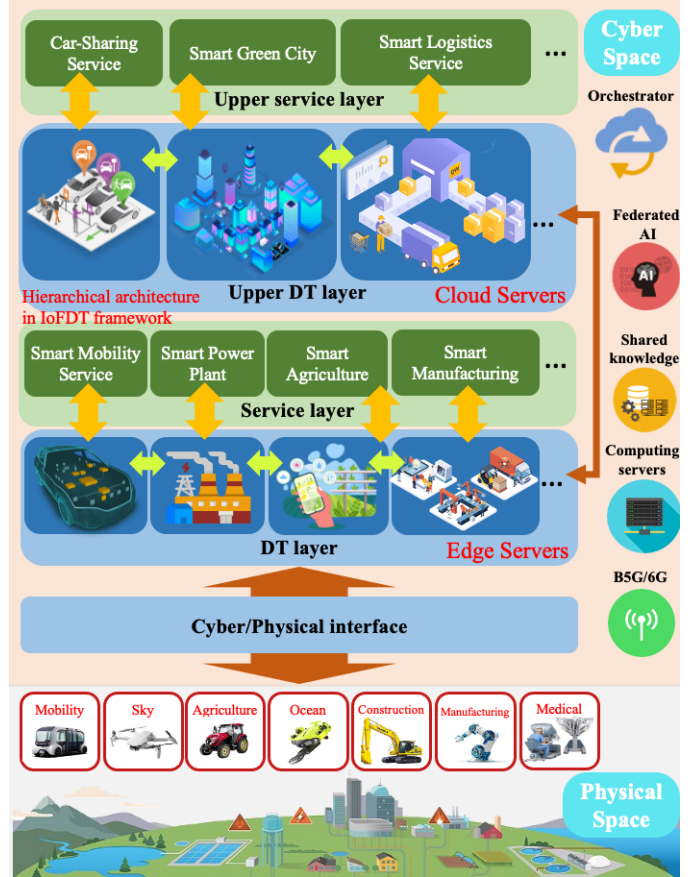 Car-Sharing
Service
Smart Green City
Smart Logistics
Service
...
Cyber
Space
Upper service layer
Orchestrator
Federated
AI
AI
...
Hierarchical architecture
in IoFDT framework
Upper DT layer
Cloud Servers
Smart Mobility
Service
Smart Power
Plant
Smart
Agriculture
Smart
Manufacturing
...
Shared
knowledge
Service layer
Computing
servers
...
DT layer
Edge Servers
B5G/6G
Cyber/Physical interface
Mobility
Sky
Agriculture
Ocean
Construction
Manufacturing
Medical
Physical
Space